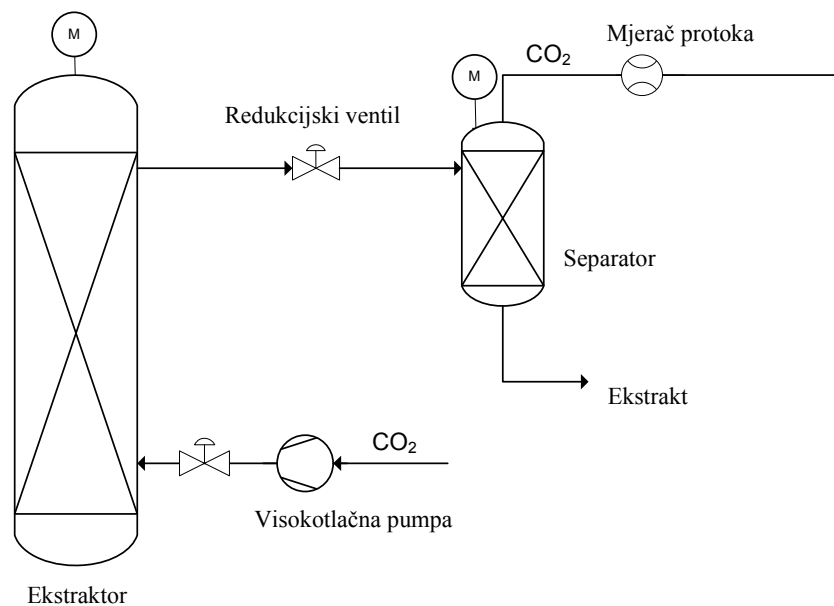 M
Mjerač protoka
CO₂
M
Redukcijski ventil
Separator
Ekstrakt
CO₂
Visokotlačna pumpa
Ekstraktor